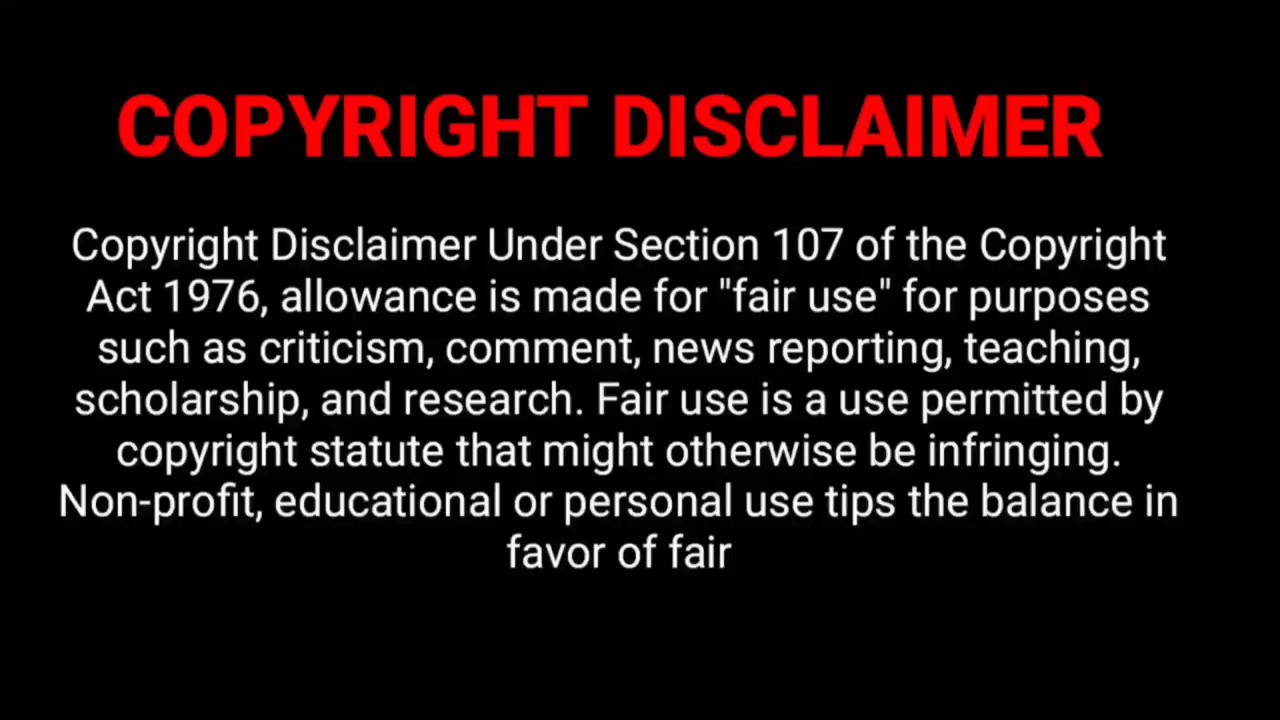 COPYRIGHT DISCLAIMER
Copyright Disclaimer Under Section 107 of the Copyright
Act 1976, allowance is made for "fair use" for purposes
such as criticism, comment, news reporting, teaching,
scholarship, and research. Fair use is a use permitted by
copyright statute that might otherwise be infringing.
Non-profit, educational or personal use tips the balance in
favor of fair